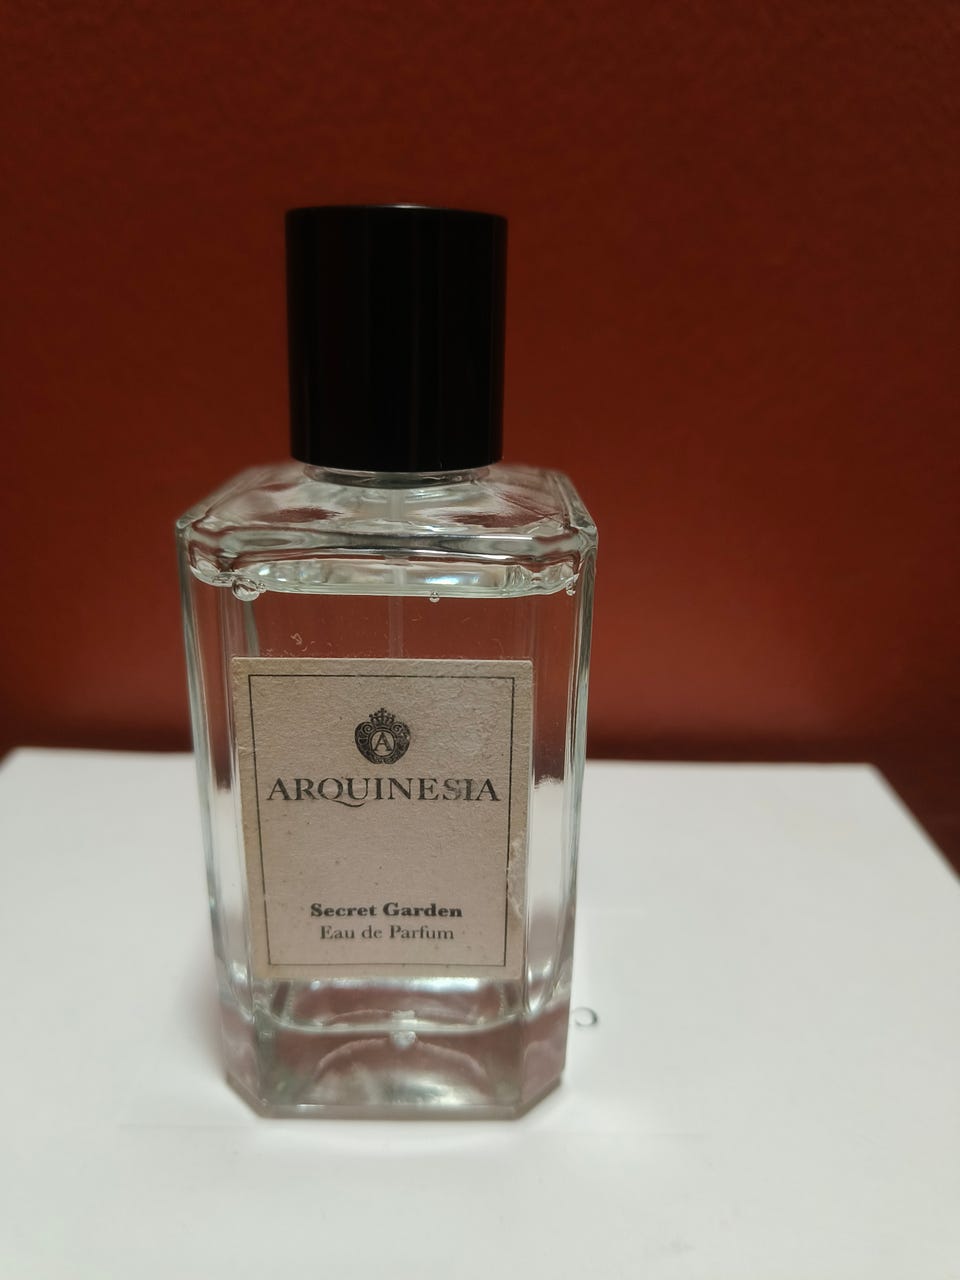 A
ARQUINESIA
Secret Garden
Eau de Parfum